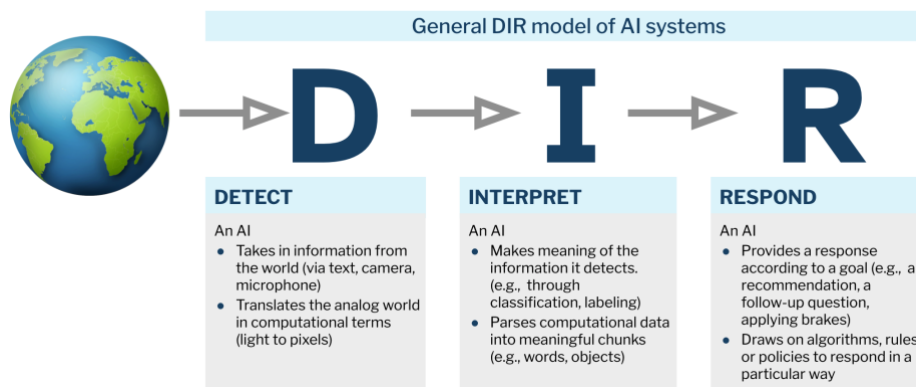 General DIR model of AI systems
D
I
R
DETECT
An AI
• Takes in information from
the world (via text, camera,
microphone)
• Translates the analog world
in computational terms
(light to pixels)
INTERPRET
An AI
• Makes meaning of the
information it detects.
(e.g., through
classification, labeling)
• Parses computational data
into meaningful chunks
(e.g., words, objects)
RESPOND
An AI
• Provides a response
according to a goal (e.g., a
recommendation, a
follow-up question,
applying brakes)
• Draws on algorithms, rules
or policies to respond in a
particular way